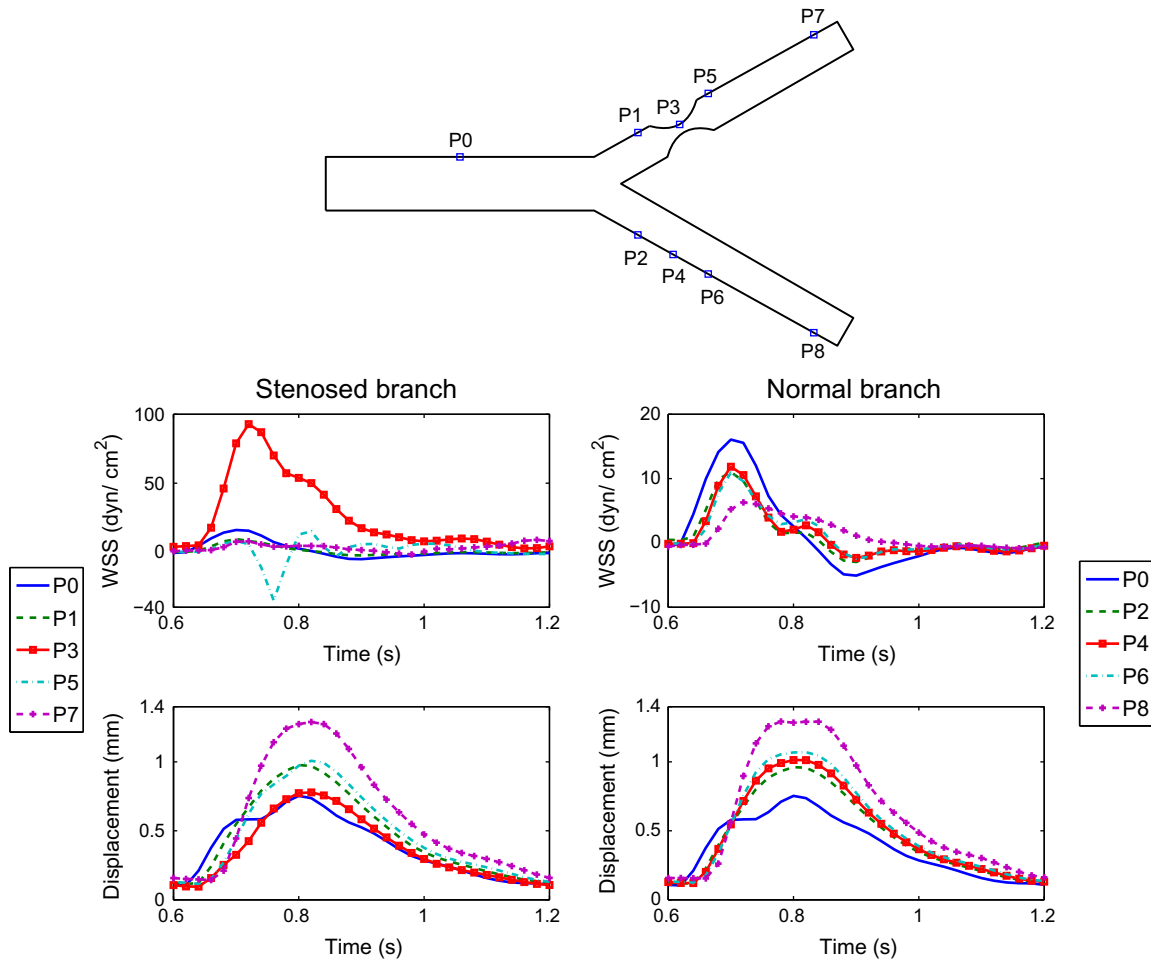 P7
P5
P3
P1
P0
P2
P4
P6
P8
Stenosed branch
Normal branch
100
50
0
−40
WSS (dyn/ cm²)
0.6
0.8
1
1.2
Time (s)
20
10
0
−10
WSS (dyn/ cm²)
0.6
0.8
1
1.2
Time (s)
P0
P1
P3
P5
P7
P0
P2
P4
P6
P8
1.4
1
0.5
0
Displacement (mm)
0.6
0.8
1
1.2
Time (s)
1.4
1
0.5
0
Displacement (mm)
0.6
0.8
1
1.2
Time (s)